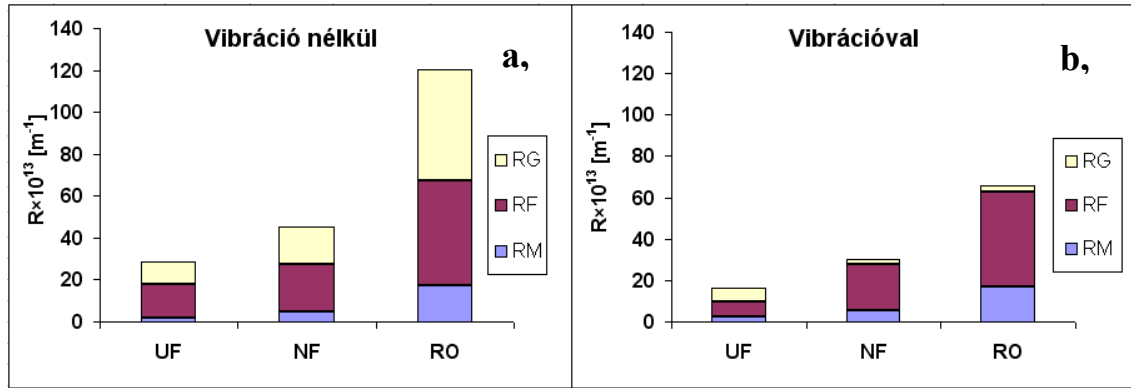 Vibráció nélkül
a,
R×10¹³ [m⁻¹]
140
120
100
80
60
40
20
0
UF NF RO
RG
RF
RM
Vibrációval
b,
R×10¹³ [m⁻¹]
140
120
100
80
60
40
20
0
UF NF RO
RG
RF
RM